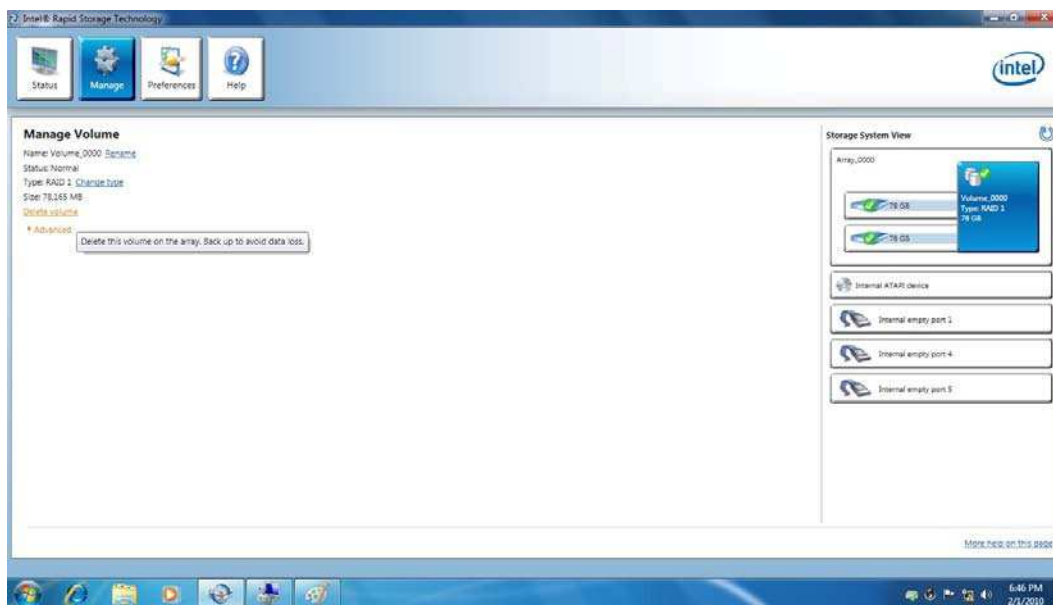 Intel® Rapid Storage Technology
Status
Manage
Preferences
Help
intel
Manage Volume
Name: Volume_0000 Rename
Status: Normal
Type: RAID 1 Change type
Size: 78,165 MB
Delete volume
Advanced
Delete this volume on the array. Back up to avoid data loss.
Storage System View
Array_0000
78 GB
78 GB
Volume_0000
Type: RAID 1
78 GB
Internal ATAPI device
Internal empty port 1
Internal empty port 4
Internal empty port 5
More help on this page
6:46 PM
2/1/2010